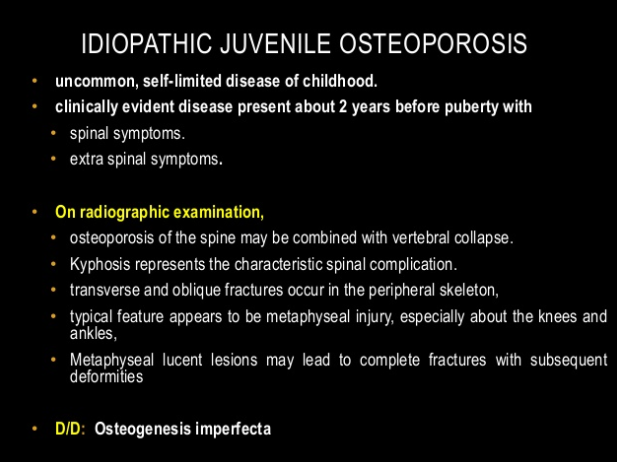 IDIOPATHIC JUVENILE OSTEOPOROSIS
• uncommon, self-limited disease of childhood.
• clinically evident disease present about 2 years before puberty with
• spinal symptoms.
• extra spinal symptoms.
• On radiographic examination,
• osteoporosis of the spine may be combined with vertebral collapse.
• Kyphosis represents the characteristic spinal complication.
• transverse and oblique fractures occur in the peripheral skeleton,
• typical feature appears to be metaphyseal injury, especially about the knees and
ankles,
• Metaphyseal lucent lesions may lead to complete fractures with subsequent
deformities
• D/D: Osteogenesis imperfecta